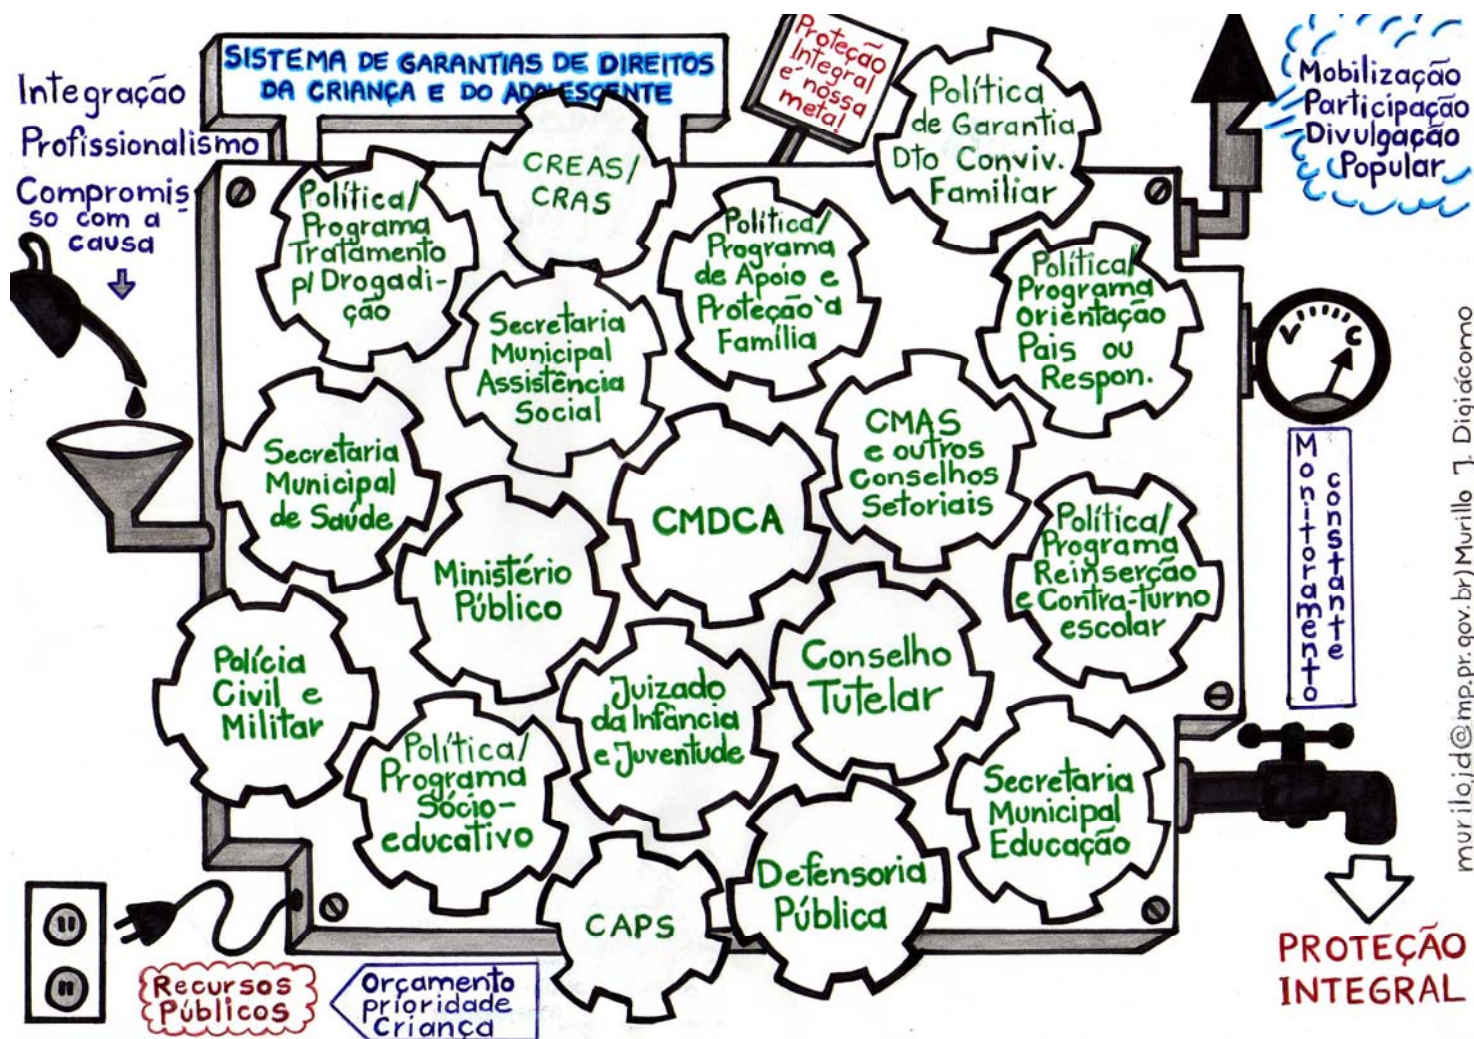 SISTEMA DE GARANTIAS DE DIREITOS
DA CRIANÇA E DO ADOLESCENTE
Integração
Profissionalismo
Compromis
so com a
causa
Proteção
Integral
é nossa
meta!
Política
de Garantia
Dto Conviv.
Familiar
Mobilização
Participação
Divulgação
Popular
CREAS/
CRAS
Política/
Programa
Tratamento
p/ Drogadi-
ção
Política/
Programa
de Apoio e
Proteção à
Família
Política/
Programa
Orientação
Pais ou
Respon.
Secretaria
Municipal
Assistência
Social
Secretaria
Municipal
de Saúde
CMDCA
CMAS
e outros
Conselhos
Setoriais
Monitoramento
constante
Ministério
Público
Política/
Programa
Reinserção
e Contra-turno
escolar
Polícia
Civil e
Militar
Juizado
da Infância
e Juventude
Conselho
Tutelar
Política/
Programa
Sócio-
educativo
Secretaria
Municipal
Educação
CAPS
Defensoria
Pública
Recursos
Públicos
Orçamento
prioridade
Criança
PROTEÇÃO
INTEGRAL
murilojd@mp.pr.gov.br)Murillo J. Digiácomo